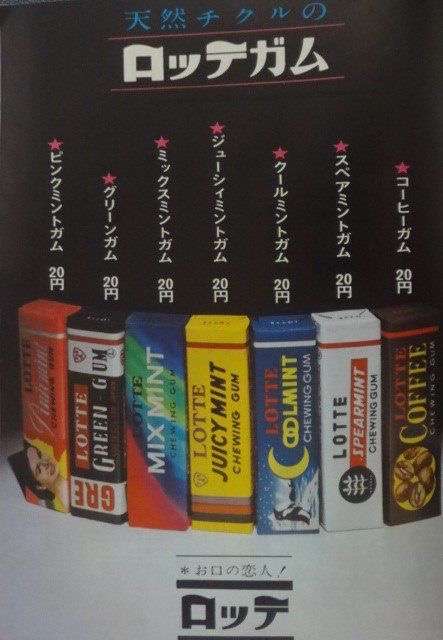 天然チクルの
ロッテガム
★ピンクミントガム 20円
★グリーンガム 20円
★ミックスミントガム 20円
★ジューシィミントガム 20円
★クールミントガム 20円
★スペアミントガム 20円
★コーヒーガム 20円
LOTTE
CHEWING GUM
LOTTE
GREEN-GUM
GRE
LOTTE
MIX MINT
CHEWING GUM
LOTTE
JUICY MINT
CHEWING GUM
LOTTE
COOLMINT
CHEWING GUM
LOTTE
SPEARMINT
CHEWING GUM
LOTTE
COFFEE
CHEWING GUM
*お口の恋人!
ロッテ